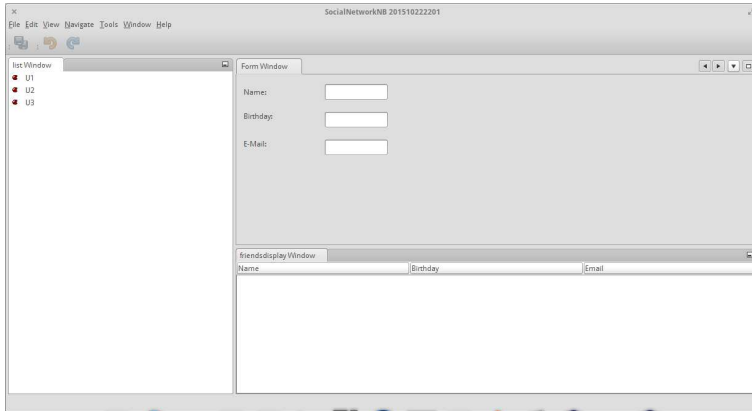 SocialNetworkNB 201510222201
File Edit View Navigate Tools Window Help
list Window
U1
U2
U3
Form Window
Name:
Birthday:
E-Mail:
friendsdisplay Window
Name Birthday Email